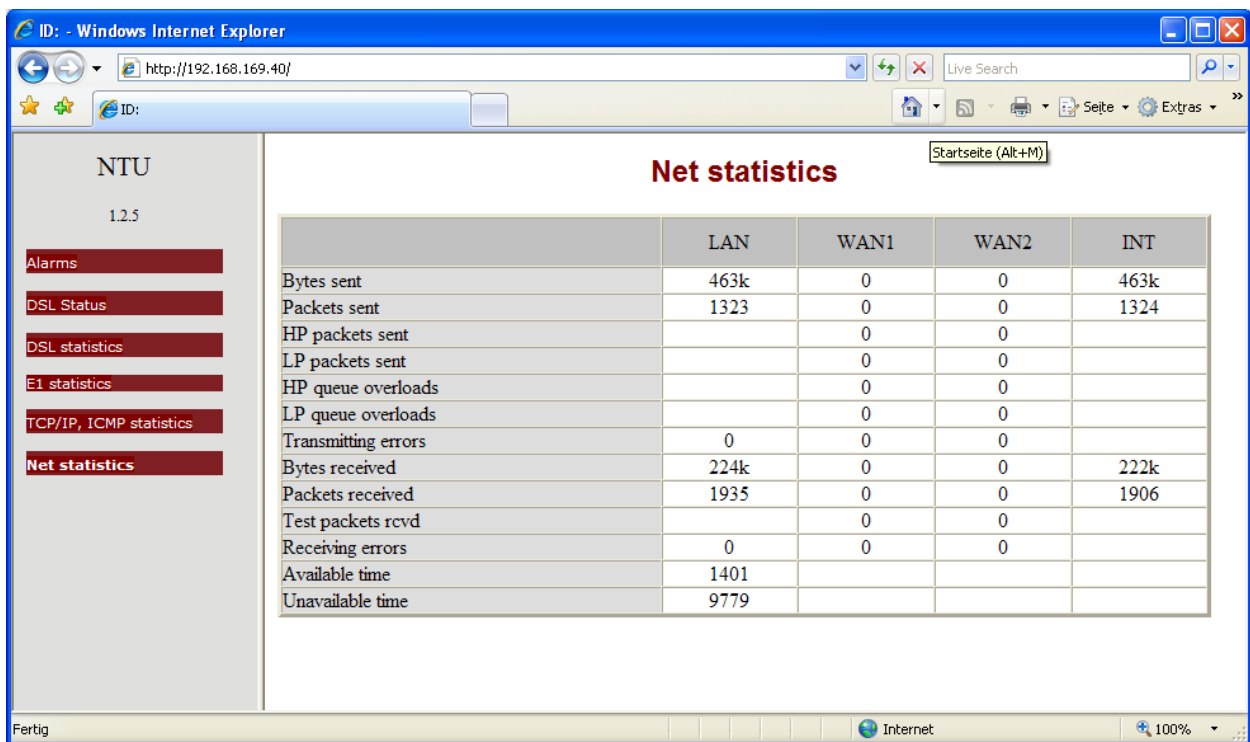 ID: - Windows Internet Explorer
http://192.168.169.40/
Live Search
ID:
Seite
Extras
»
Startseite (Alt+M)
NTU
1.2.5
Alarms
DSL Status
DSL statistics
E1 statistics
TCP/IP, ICMP statistics
Net statistics
Net statistics
LAN WAN1 WAN2 INT
Bytes sent 463k 0 0 463k
Packets sent 1323 0 0 1324
HP packets sent 0 0
LP packets sent 0 0
HP queue overloads 0 0
LP queue overloads 0 0
Transmitting errors 0 0 0
Bytes received 224k 0 0 222k
Packets received 1935 0 0 1906
Test packets rcvd 0 0
Receiving errors 0 0 0
Available time 1401
Unavailable time 9779
Fertig
Internet
100%